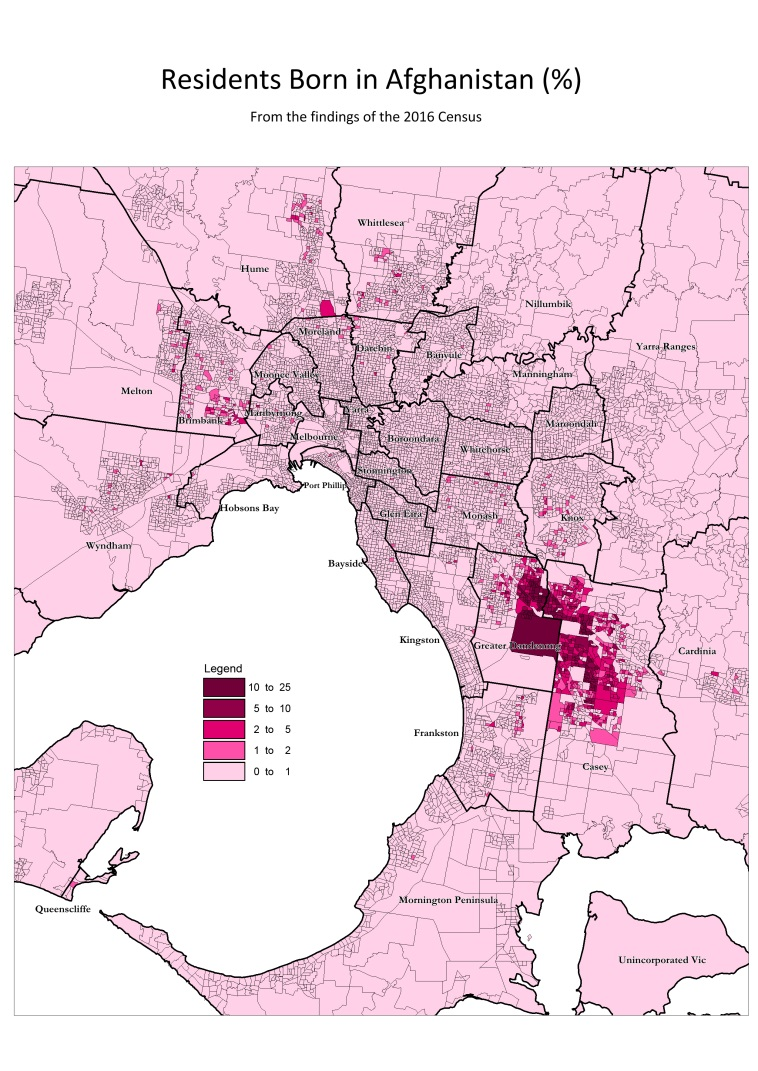 Residents Born in Afghanistan (%)
From the findings of the 2016 Census
Whittlesea
Hume
Nillumbik
Moreland
Darebin
Yarra Ranges
Banyule
Moonee Valley
Manningham
Melton
Maribyrnong
Yarra
Brimbank
Maroondah
Melbourne
Boroondara
Whitehorse
Stonnington
Port Phillip
Hobsons Bay
Glen Eira
Monash
Knox
Wyndham
Bayside
Kingston
Greater Dandenong
Cardinia
Legend
10 to 25
5 to 10
2 to 5
1 to 2
0 to 1
Frankston
Casey
Mornington Peninsula
Queenscliffe
Unincorporated Vic